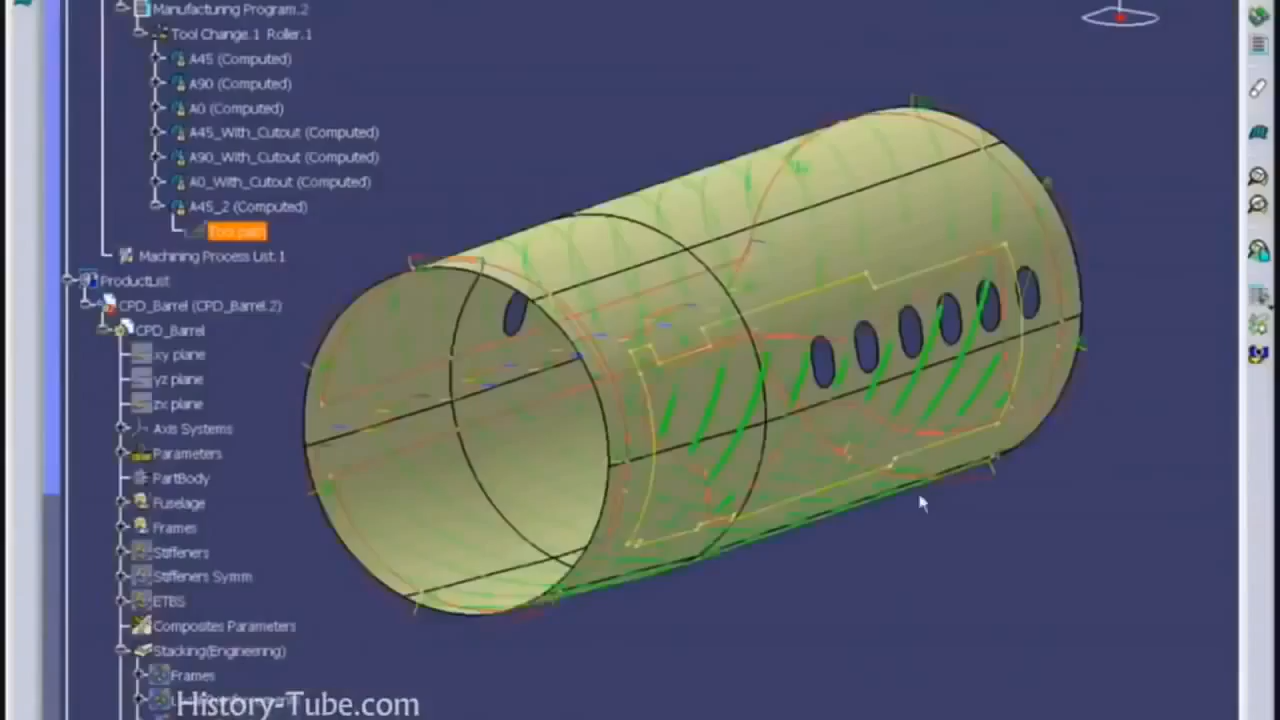 Manufacturing Program.2
Tool Change.1 Roller.1
A45 (Computed)
A90 (Computed)
A0 (Computed)
A45_With_Cutout (Computed)
A90_With_Cutout (Computed)
A0_With_Cutout (Computed)
A45_2 (Computed)
Tool path
Machining Process List.1
ProductList
CPD_Barrel (CPD_Barrel.2)
CPD_Barrel
xy plane
yz plane
zx plane
Axis Systems
Parameters
PartBody
Fuselage
Frames
Stiffeners
Stiffeners Symm
ETBS
Composites Parameters
Stacking(Engineering)
Frames
History-Tube.com